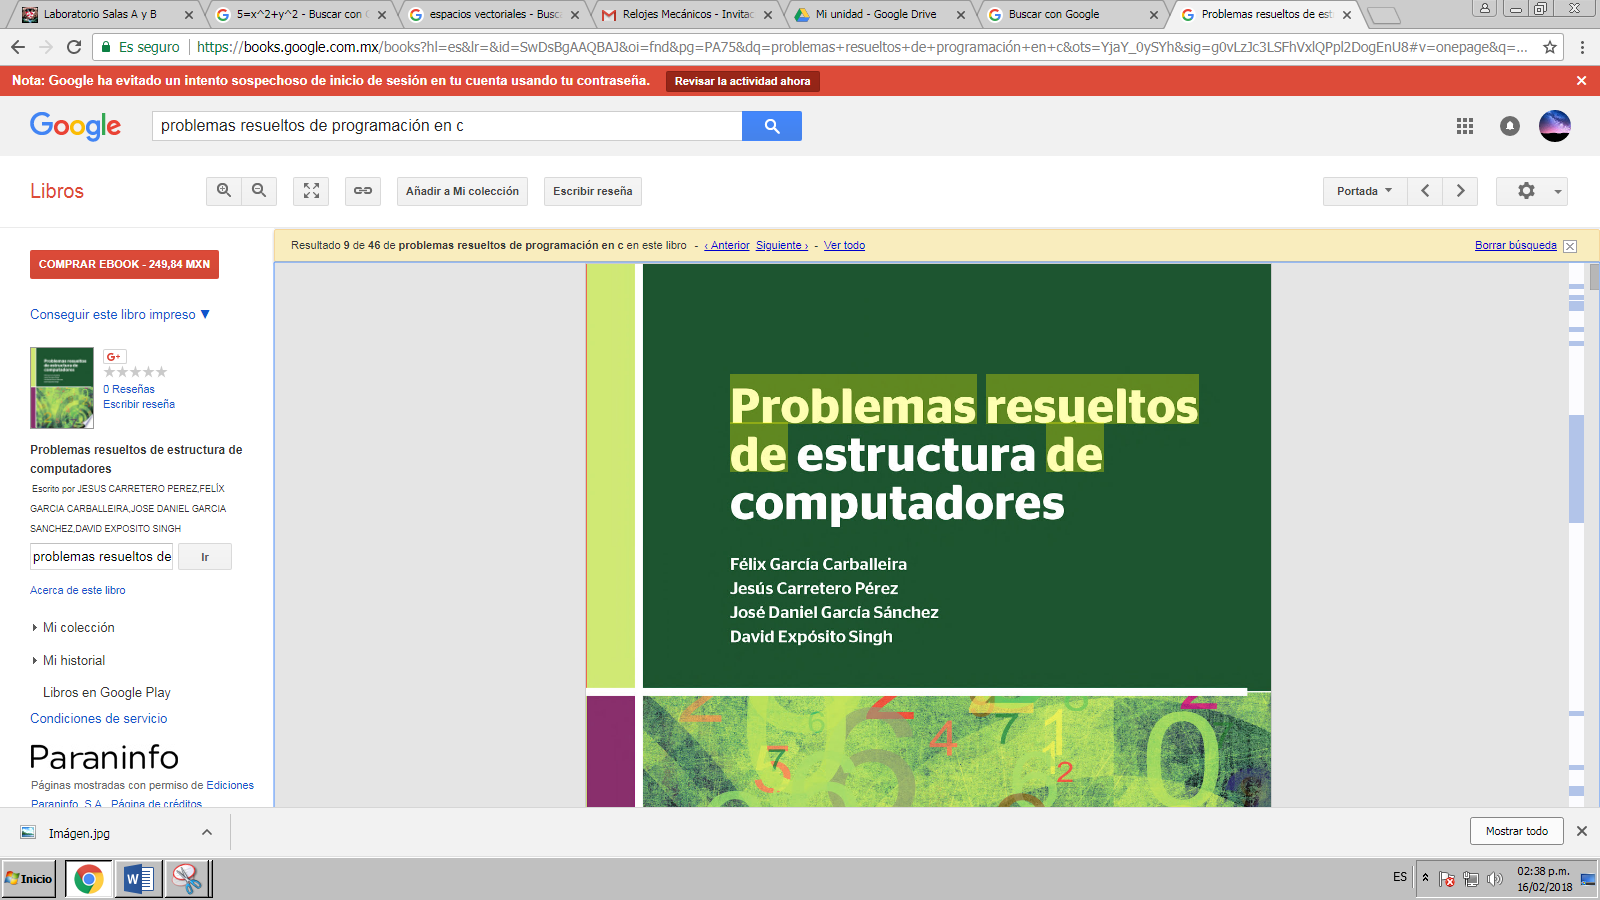 Laboratorio Salas A y B
5=x^2+y^2 - Buscar con G
espacios vectoriales - Busc
Relojes Mecánicos - Invitac
Mi unidad - Google Drive
Buscar con Google
Problemas resueltos de est
Es seguro
https://books.google.com.mx/books?hl=es&lr=&id=SwDsBgAAQBAJ&oi=fnd&pg=PA75&dq=problemas+resueltos+de+programación+en+c&ots=YjaY_0ySYh&sig=g0vLzJc3LSFhVxlQPpl2DogEnU8#v=onepage&q=...
Nota: Google ha evitado un intento sospechoso de inicio de sesión en tu cuenta usando tu contraseña.
Revisar la actividad ahora
Google
problemas resueltos de programación en c
Libros
Añadir a Mi colección
Escribir reseña
Portada
Resultado 9 de 46 de problemas resueltos de programación en c en este libro - ‹ Anterior Siguiente › - Ver todo
Borrar búsqueda
COMPRAR EBOOK - 249,84 MXN
Conseguir este libro impreso ▼
Problemas resueltos
de estructura de
computadores
G+
0 Reseñas
Escribir reseña
Problemas resueltos de estructura de
computadores
Escrito por JESUS CARRETERO PEREZ,FELÍX
GARCIA CARBALLEIRA,JOSE DANIEL GARCIA
SANCHEZ,DAVID EXPOSITO SINGH
problemas resueltos de
Ir
Acerca de este libro
Mi colección
Mi historial
Libros en Google Play
Condiciones de servicio
Paraninfo
Páginas mostradas con permiso de Ediciones
Paraninfo, S.A.. Página de créditos
Problemas resueltos
de estructura de
computadores
Félix García Carballeira
Jesús Carretero Pérez
José Daniel García Sánchez
David Expósito Singh
Imágen.jpg
Mostrar todo
Inicio
ES
02:38 p.m.
16/02/2018